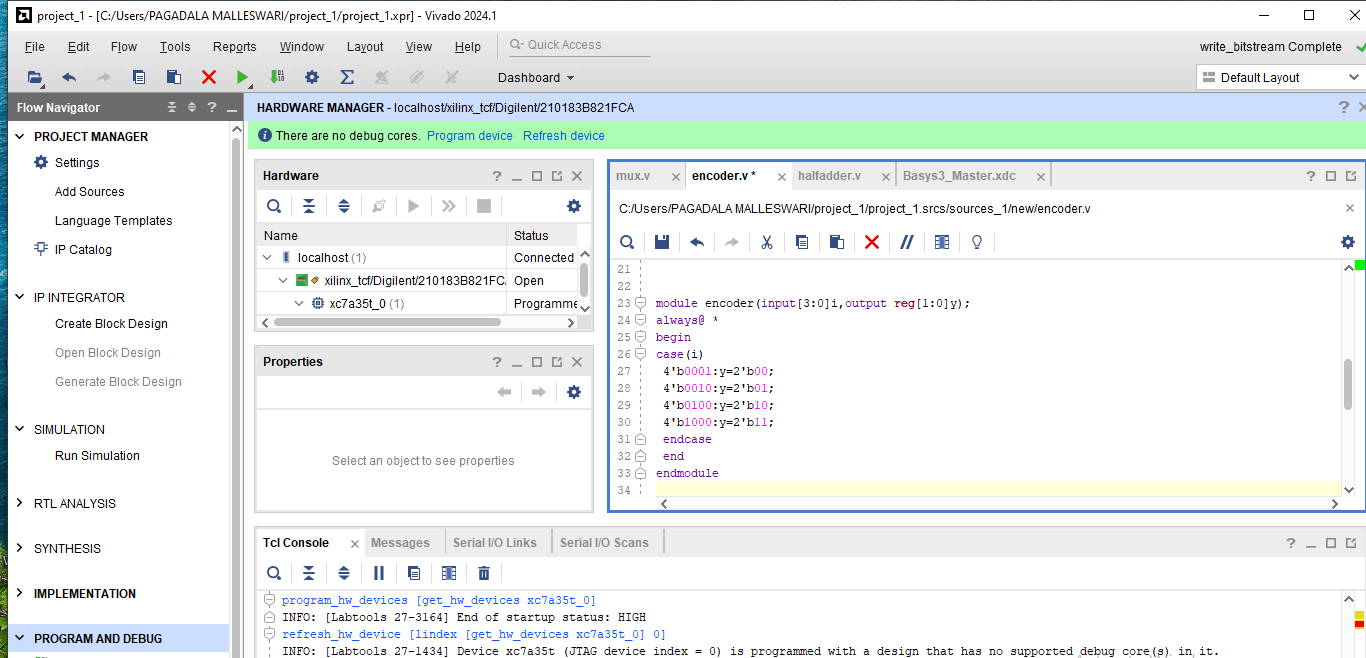 project_1 - [C:/Users/PAGADALA MALLESWARI/project_1/project_1.xpr] - Vivado 2024.1
File Edit Flow Tools Reports Window Layout View Help Quick Access write_bitstream Complete
Dashboard Default Layout
Flow Navigator
HARDWARE MANAGER - localhost/xilinx_tcf/Digilent/210183B821FCA
There are no debug cores. Program device Refresh device
PROJECT MANAGER
Settings
Add Sources
Language Templates
IP Catalog
IP INTEGRATOR
Create Block Design
Open Block Design
Generate Block Design
SIMULATION
Run Simulation
RTL ANALYSIS
SYNTHESIS
IMPLEMENTATION
PROGRAM AND DEBUG
Hardware
Name Status
localhost (1) Connected
xilinx_tcf/Digilent/210183B821FC Open
xc7a35t_0 (1) Programme
Properties
Select an object to see properties
mux.v encoder.v * halfadder.v Basys3_Master.xdc
C:/Users/PAGADALA MALLESWARI/project_1/project_1.srcs/sources_1/new/encoder.v
21
22
23 module encoder(input[3:0]i,output reg[1:0]y);
24 always@ *
25 begin
26 case(i)
27 4'b0001:y=2'b00;
28 4'b0010:y=2'b01;
29 4'b0100:y=2'b10;
30 4'b1000:y=2'b11;
31 endcase
32 end
33 endmodule
34
Tcl Console Messages Serial I/O Links Serial I/O Scans
program_hw_devices [get_hw_devices xc7a35t_0]
INFO: [Labtools 27-3164] End of startup status: HIGH
refresh_hw_device [lindex [get_hw_devices xc7a35t_0] 0]
INFO: [Labtools 27-1434] Device xc7a35t (JTAG device index = 0) is programmed with a design that has no supported debug core(s) in it.